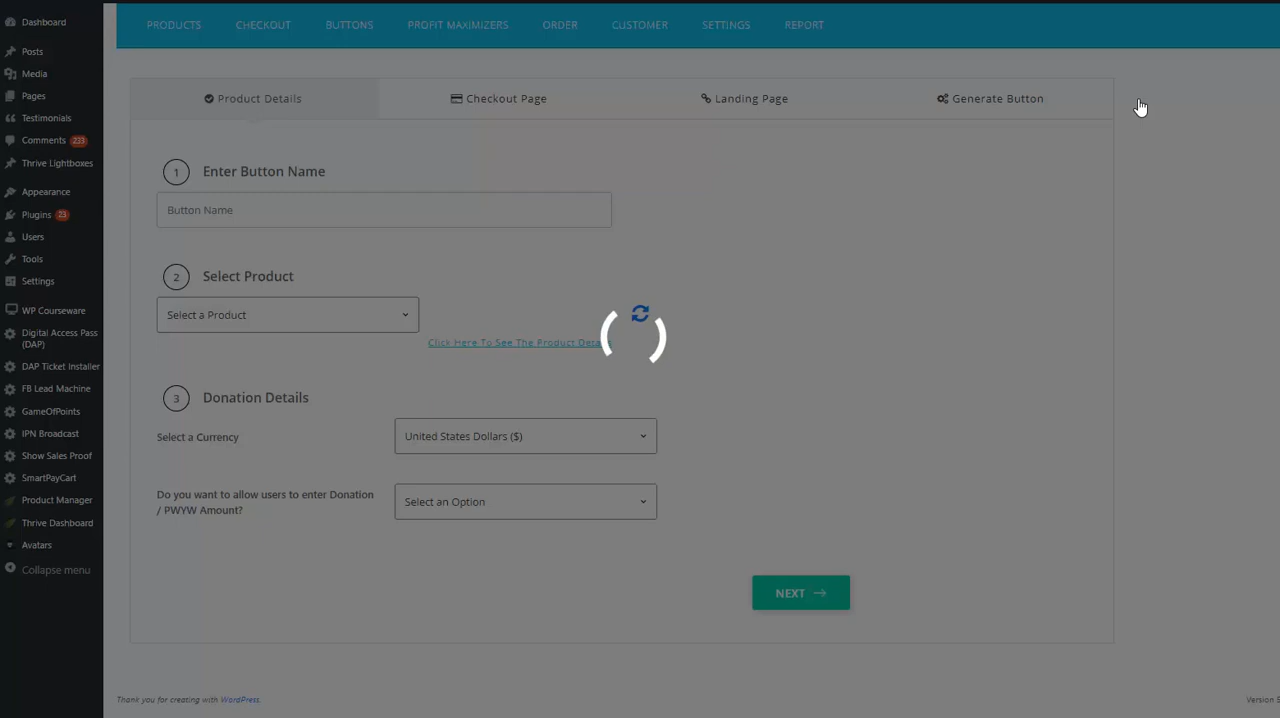 Dashboard
Posts
Media
Pages
Testimonials
Comments 233
Thrive Lightboxes
Appearance
Plugins 23
Users
Tools
Settings
WP Courseware
Digital Access Pass
(DAP)
DAP Ticket Installer
FB Lead Machine
GameOfPoints
IPN Broadcast
Show Sales Proof
SmartPayCart
Product Manager
Thrive Dashboard
Avatars
Collapse menu
PRODUCTS CHECKOUT BUTTONS PROFIT MAXIMIZERS ORDER CUSTOMER SETTINGS REPORT
Product Details Checkout Page Landing Page Generate Button
1 Enter Button Name
Button Name
2 Select Product
Select a Product
Click Here To See The Product Details
3 Donation Details
Select a Currency United States Dollars ($)
Do you want to allow users to enter Donation
/ PWYW Amount?
Select an Option
NEXT
Thank you for creating with WordPress.
Version